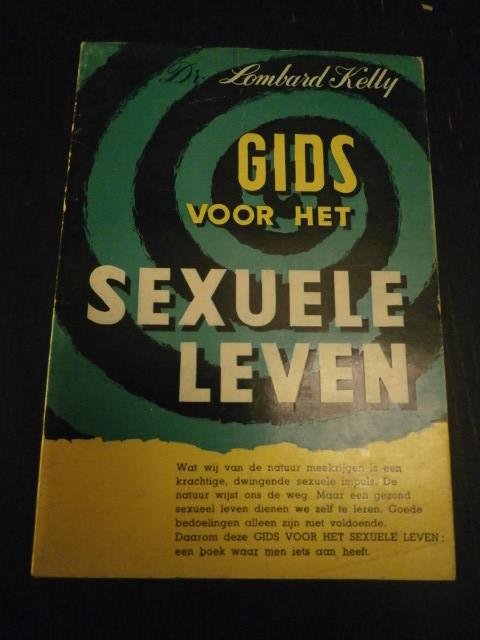 Dr. Lombard Kelly
GIDS
VOOR HET
SEXUELE
LEVEN
Wat wij van de natuur meekrijgen is een
krachtige, dwingende sexuele impuls. De
natuur wijst ons de weg. Maar een gezond
sexueel leven dienen we zelf te leren. Goede
bedoelingen alleen zijn niet voldoende.
Daarom deze GIDS VOOR HET SEXUELE LEVEN:
een boek waar men iets aan heeft.